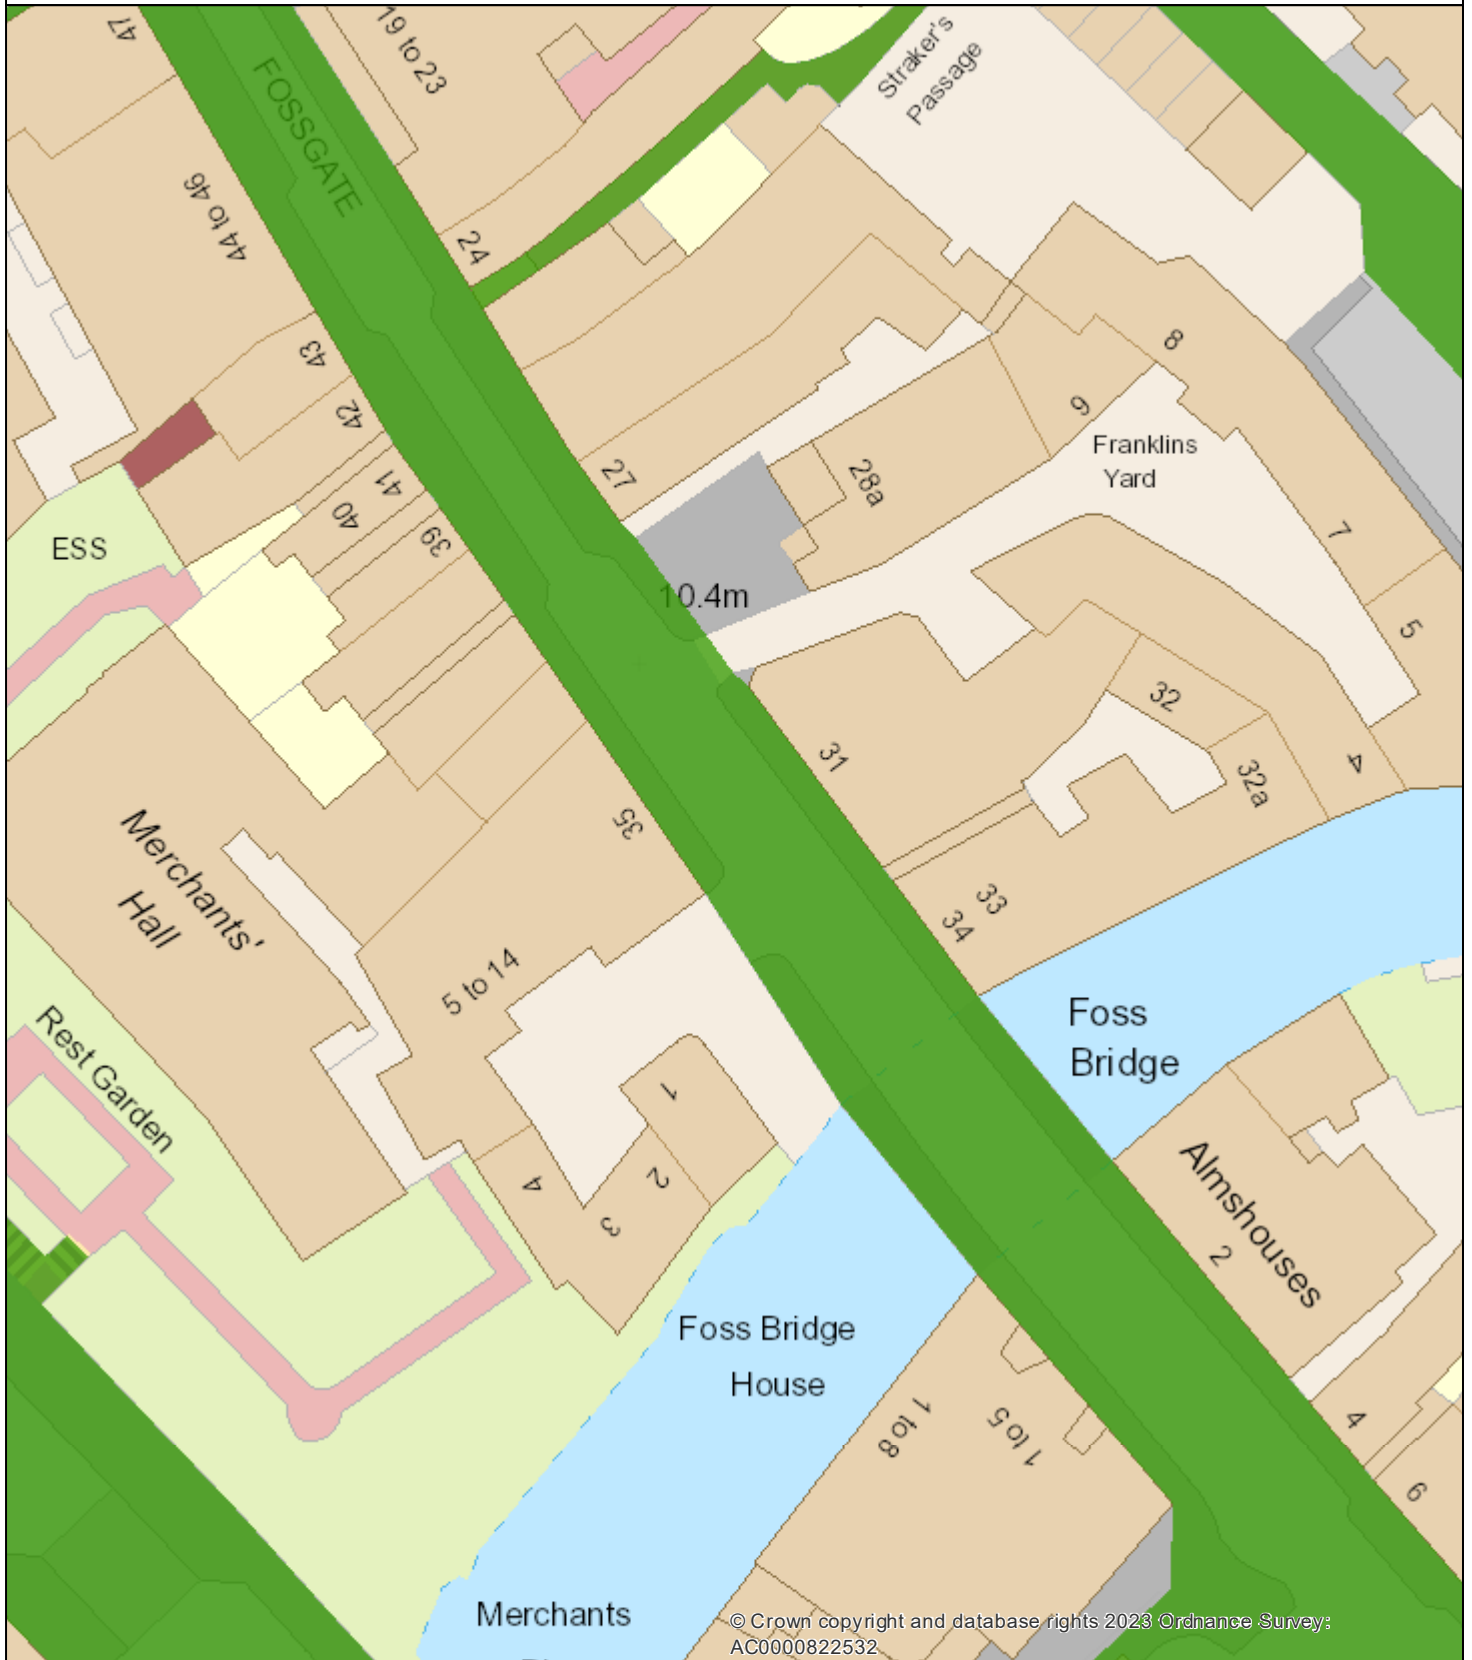 47
19 to 23
Straker's
Passage
FOSSGATE
44 to 46
24
43
8
42
9
Franklins
Yard
27
28a
41
40
39
7
ESS
10.4m
5
32
31
4
32a
35
Merchants'
Hall
33
34
5 to 14
Foss
Bridge
Rest Garden
1
2
4
3
Almshouses
2
Foss Bridge
House
1 to 8
1 to 5
4
6
Merchants
© Crown copyright and database rights 2023 Ordnance Survey:
AC0000822532